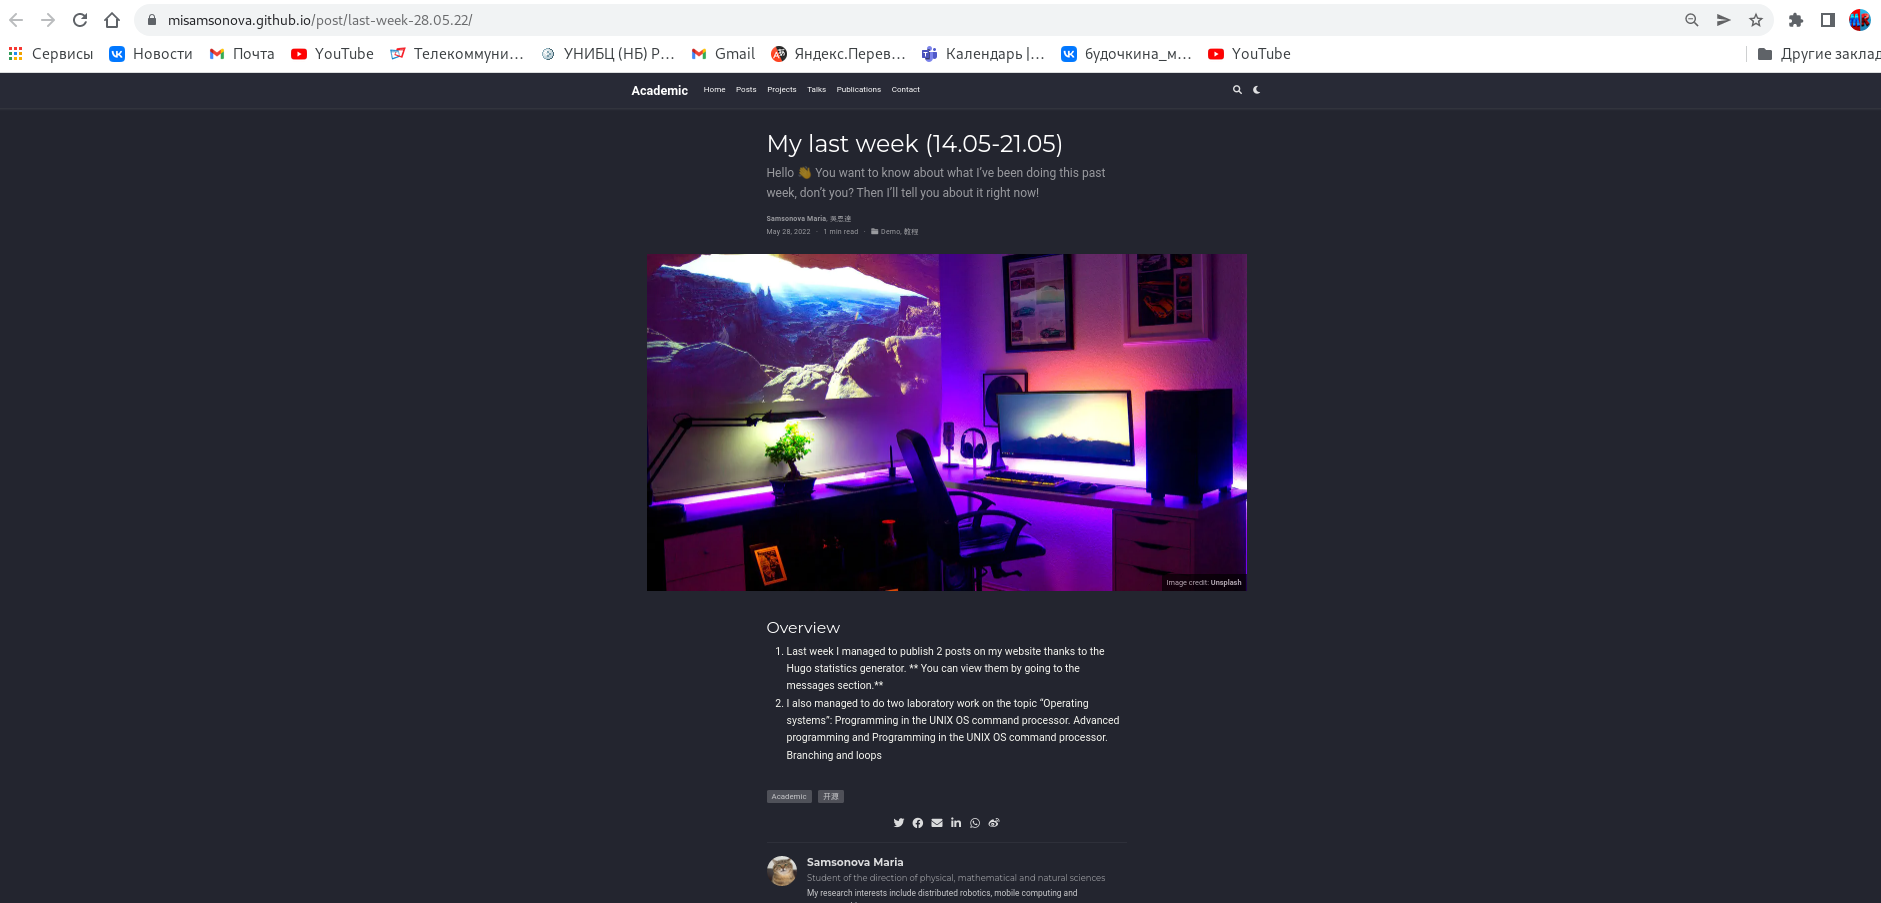 misamsonova.github.io/post/last-week-28.05.22/
Сервисы Новости Почта YouTube Телекоммуни... УНИБЦ (НБ) Р... Gmail Яндекс.Перев... Календарь |... будочкина_м... YouTube Другие заклад
Academic Home Posts Projects Talks Publications Contact
My last week (14.05-21.05)
Hello 👋 You want to know about what I’ve been doing this past
week, don’t you? Then I’ll tell you about it right now!
Samsonova Maria, 吳恩達
May 28, 2022 · 1 min read · Demo, 教程
Image credit: Unsplash
Overview
1. Last week I managed to publish 2 posts on my website thanks to the
Hugo statistics generator. ** You can view them by going to the
messages section.**
2. I also managed to do two laboratory work on the topic “Operating
systems”: Programming in the UNIX OS command processor. Advanced
programming and Programming in the UNIX OS command processor.
Branching and loops
Academic 开源
Samsonova Maria
Student of the direction of physical, mathematical and natural sciences
My research interests include distributed robotics, mobile computing and